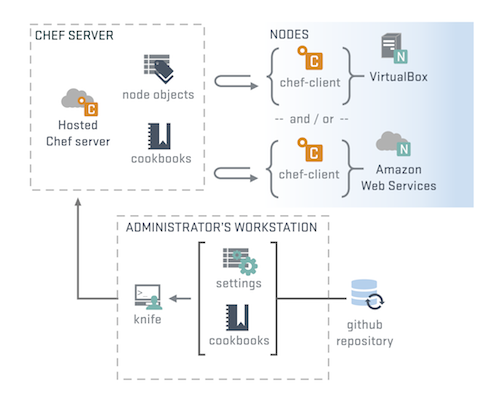 CHEF SERVER
node objects
Hosted
Chef server
C
cookbooks
NODES
C
chef-client
N
VirtualBox
-- and / or --
C
chef-client
N
Amazon
Web Services
ADMINISTRATOR'S WORKSTATION
>_
knife
settings
cookbooks
github
repository